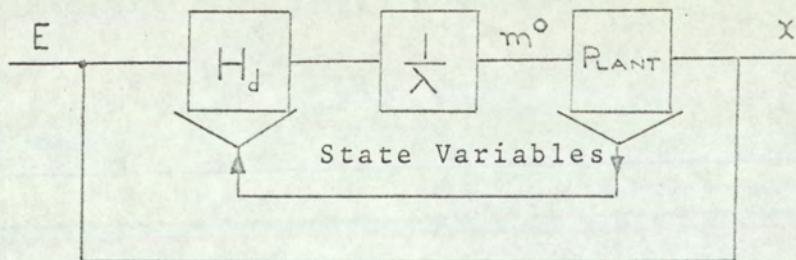 E
H_d
1/λ
m°
PLANT
X
State Variables